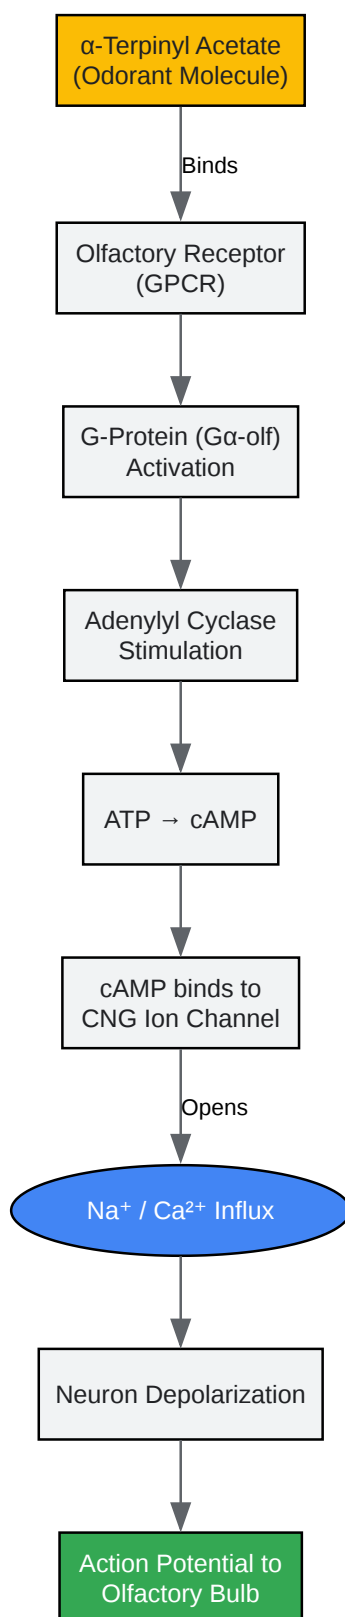 α-Terpinyl Acetate
(Odorant Molecule)
Binds
Olfactory Receptor
(GPCR)
G-Protein (Gα-olf)
Activation
Adenylyl Cyclase
Stimulation
ATP → cAMP
cAMP binds to
CNG Ion Channel
Opens
Na⁺ / Ca²⁺ Influx
Neuron Depolarization
Action Potential to
Olfactory Bulb